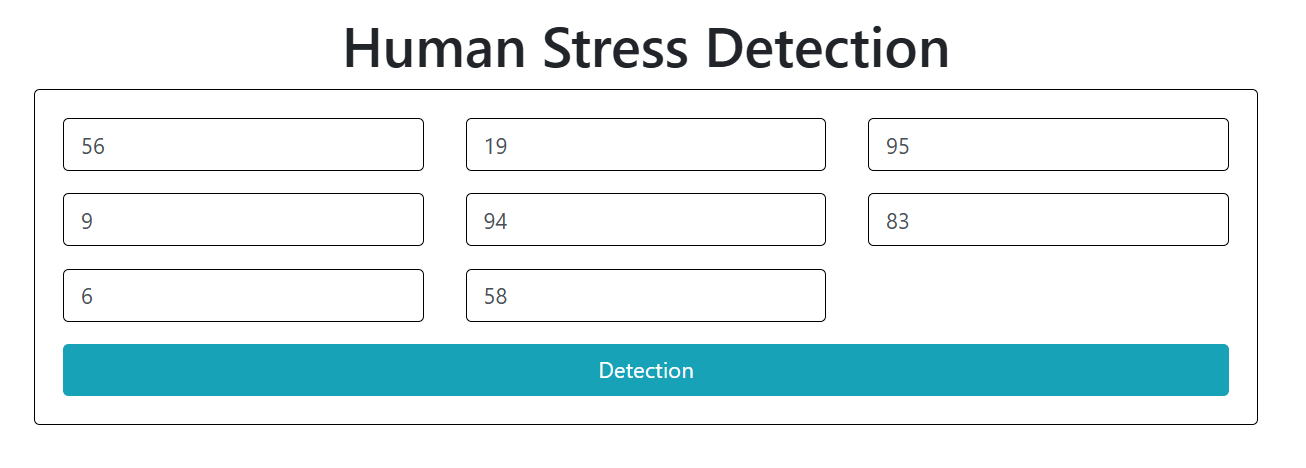 Human Stress Detection
56 19 95
9 94 83
6 58
Detection